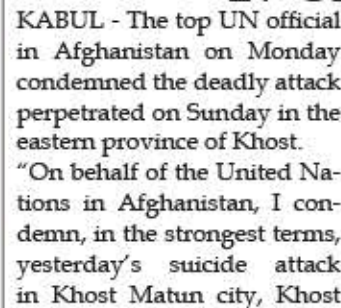 KABUL - The top UN official
in Afghanistan on Monday
condemned the deadly attack
perpetrated on Sunday in the
eastern province of Khost.
"On behalf of the United Na-
tions in Afghanistan, I con-
demn, in the strongest terms,
yesterday's suicide attack
in Khost Matun city, Khost